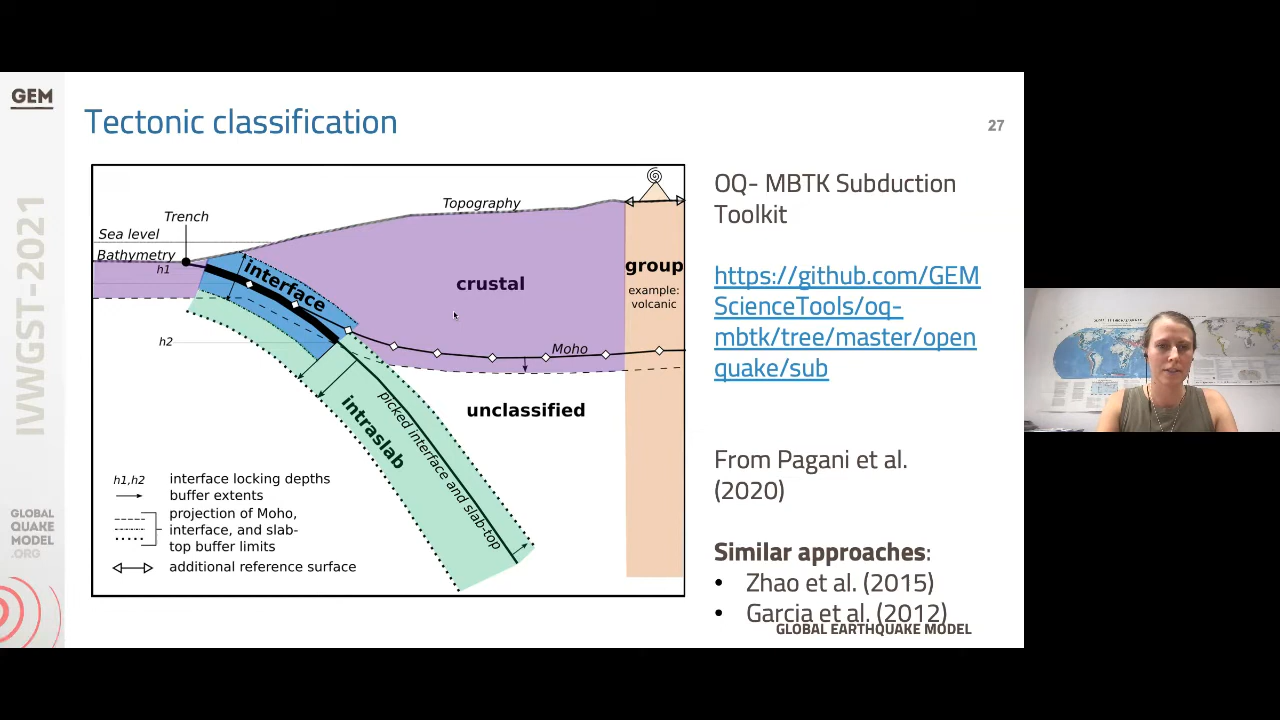 GEM
IVWGST-2021
GLOBAL
QUAKE
MODEL
.ORG
Tectonic classification
27
Trench
Topography
Sea level
Bathymetry
h1
interface
crustal
group
example:
volcanic
h2
Moho
unclassified
intraslab
picked interface and slab-top
h1,h2 interface locking depths
buffer extents
projection of Moho,
interface, and slab-
top buffer limits
additional reference surface
OQ- MBTK Subduction
Toolkit
https://github.com/GEM
ScienceTools/oq-
mbtk/tree/master/open
quake/sub
From Pagani et al.
(2020)
Similar approaches:
• Zhao et al. (2015)
• Garcia et al. (2012)
GLOBAL EARTHQUAKE MODEL